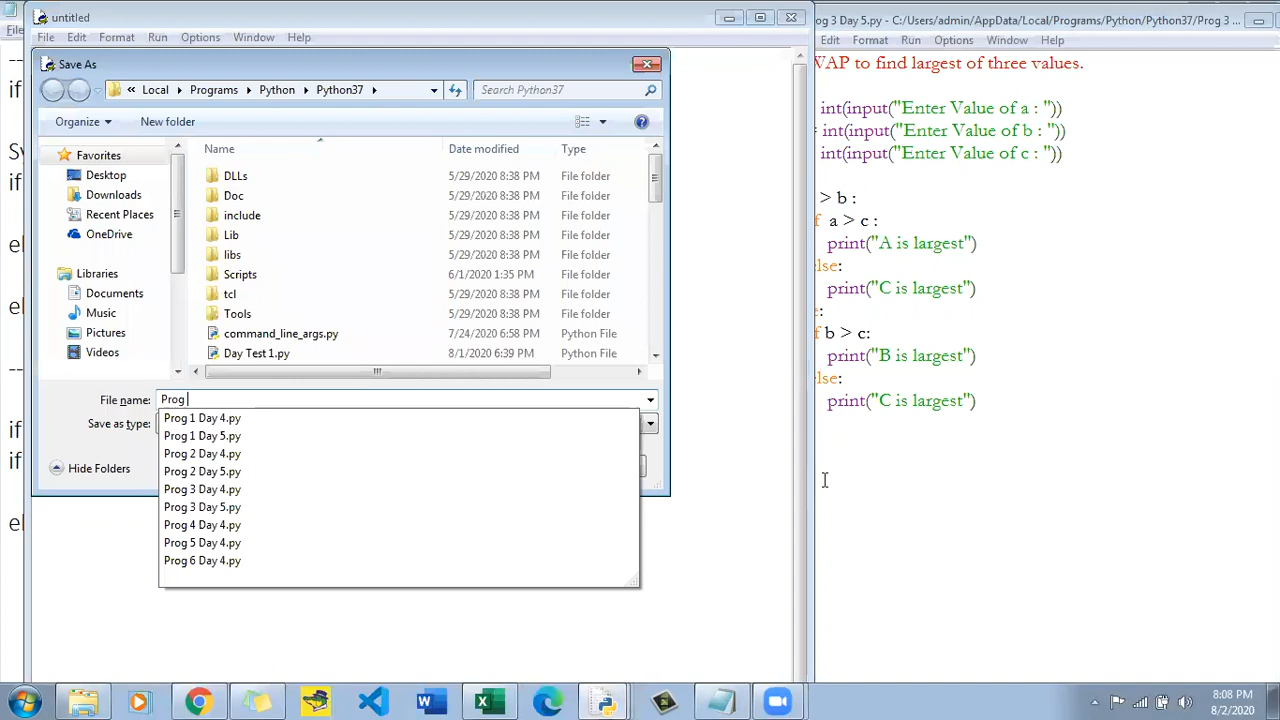 untitled
File Edit Format Run Options Window Help
Save As
Local Programs Python Python37
Search Python37
Organize New folder
Name Date modified Type
Favorites
Desktop
Downloads
Recent Places
OneDrive
Libraries
Documents
Music
Pictures
Videos
DLLs 5/29/2020 8:38 PM File folder
Doc 5/29/2020 8:38 PM File folder
include 5/29/2020 8:38 PM File folder
Lib 5/29/2020 8:38 PM File folder
libs 5/29/2020 8:38 PM File folder
Scripts 6/1/2020 1:35 PM File folder
tcl 5/29/2020 8:38 PM File folder
Tools 5/29/2020 8:38 PM File folder
command_line_args.py 7/24/2020 6:58 PM Python File
Day Test 1.py 8/1/2020 6:39 PM Python File
File name: Prog
Save as type:
Hide Folders
Prog 1 Day 4.py
Prog 1 Day 5.py
Prog 2 Day 4.py
Prog 2 Day 5.py
Prog 3 Day 4.py
Prog 3 Day 5.py
Prog 4 Day 4.py
Prog 5 Day 4.py
Prog 6 Day 4.py
Fil
--
if
Sy
if
el
el
--
if
if
el
og 3 Day 5.py - C:/Users/admin/AppData/Local/Programs/Python/Python37/Prog 3 ...
Edit Format Run Options Window Help
WAP to find largest of three values.
int(input("Enter Value of a : "))
= int(input("Enter Value of b : "))
int(input("Enter Value of c : "))
> b :
f a > c :
print("A is largest")
lse:
print("C is largest")
e:
f b > c:
print("B is largest")
lse:
print("C is largest")
8:08 PM
8/2/2020